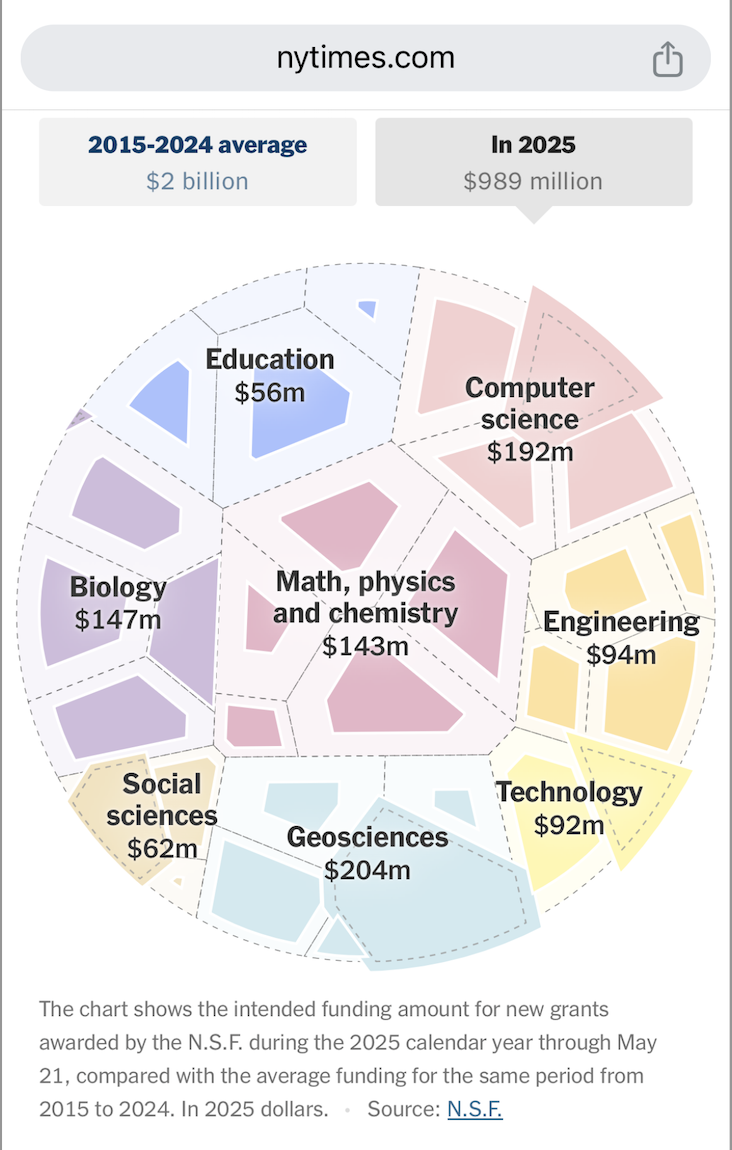 nytimes.com
2015-2024 average
$2 billion
In 2025
$989 million
Education
$56m
Computer
science
$192m
Biology
$147m
Math, physics
and chemistry
$143m
Engineering
$94m
Social
sciences
$62m
Geosciences
$204m
Technology
$92m
The chart shows the intended funding amount for new grants
awarded by the N.S.F. during the 2025 calendar year through May
21, compared with the average funding for the same period from
2015 to 2024. In 2025 dollars. • Source: N.S.F.